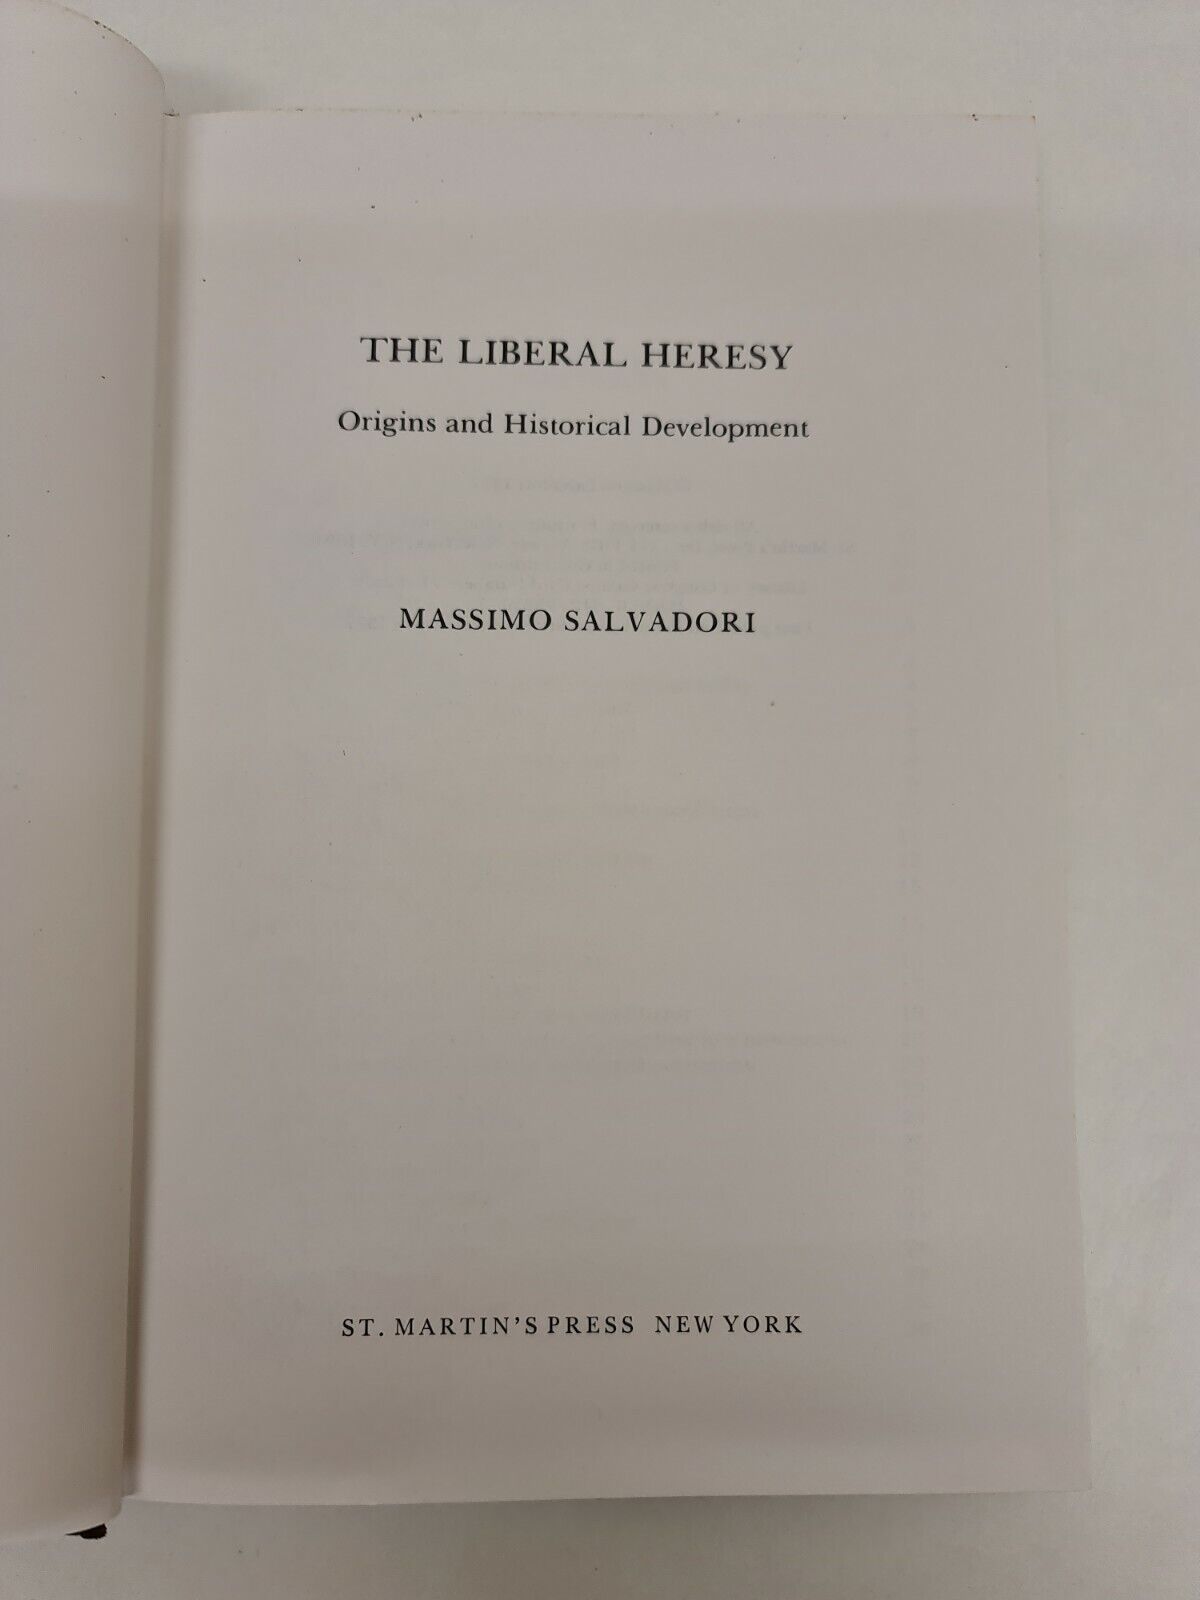 THE LIBERAL HERESY
Origins and Historical Development
MASSIMO SALVADORI
ST. MARTIN'S PRESS NEW YORK